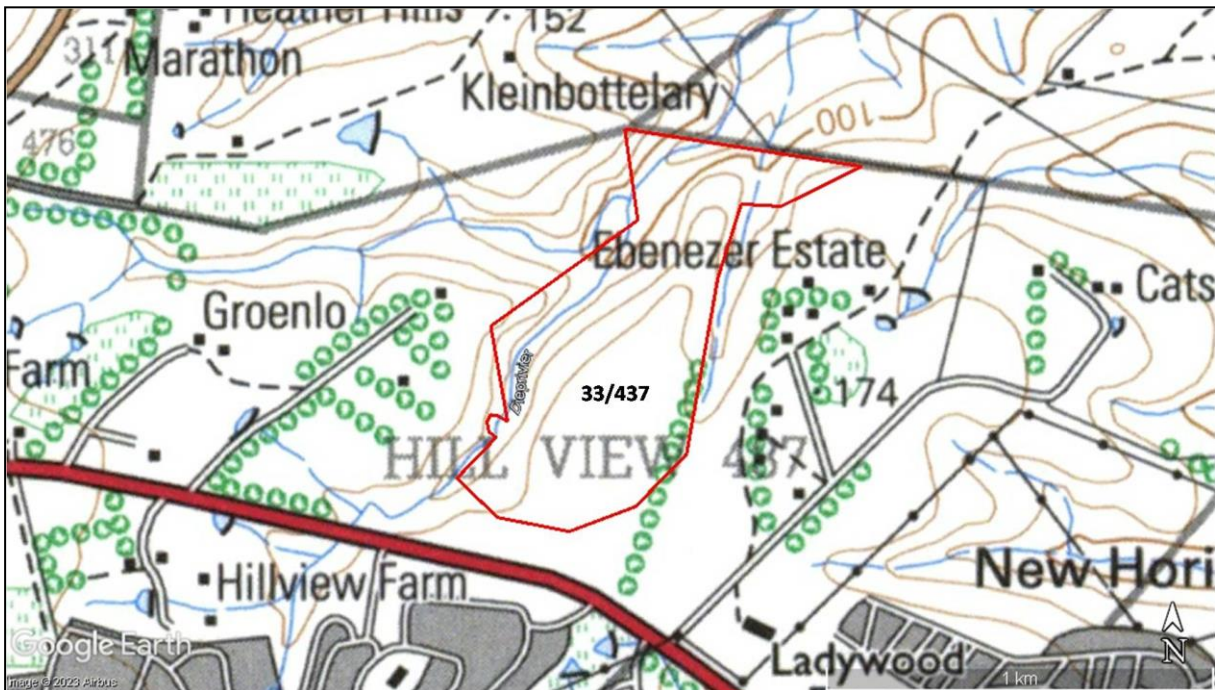 Heather Hills
152
311
Marathon
Kleinbottelary
476
100
Ebenezer Estate
Groenlo
Cats
Farm
Dieprivier
33/437
174
HILL VIEW 437
Hillview Farm
New Hori
Google Earth
Ladywood
N
Image © 2023 Airbus
1 km